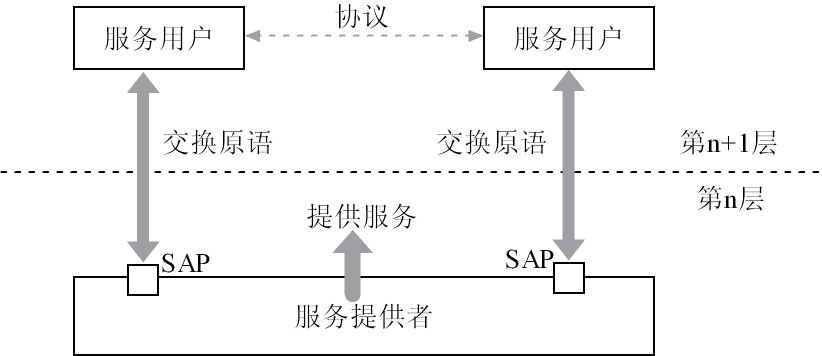 协议
服务用户
服务用户
交换原语
交换原语
第n+1层
第n层
提供服务
SAP
SAP
服务提供者